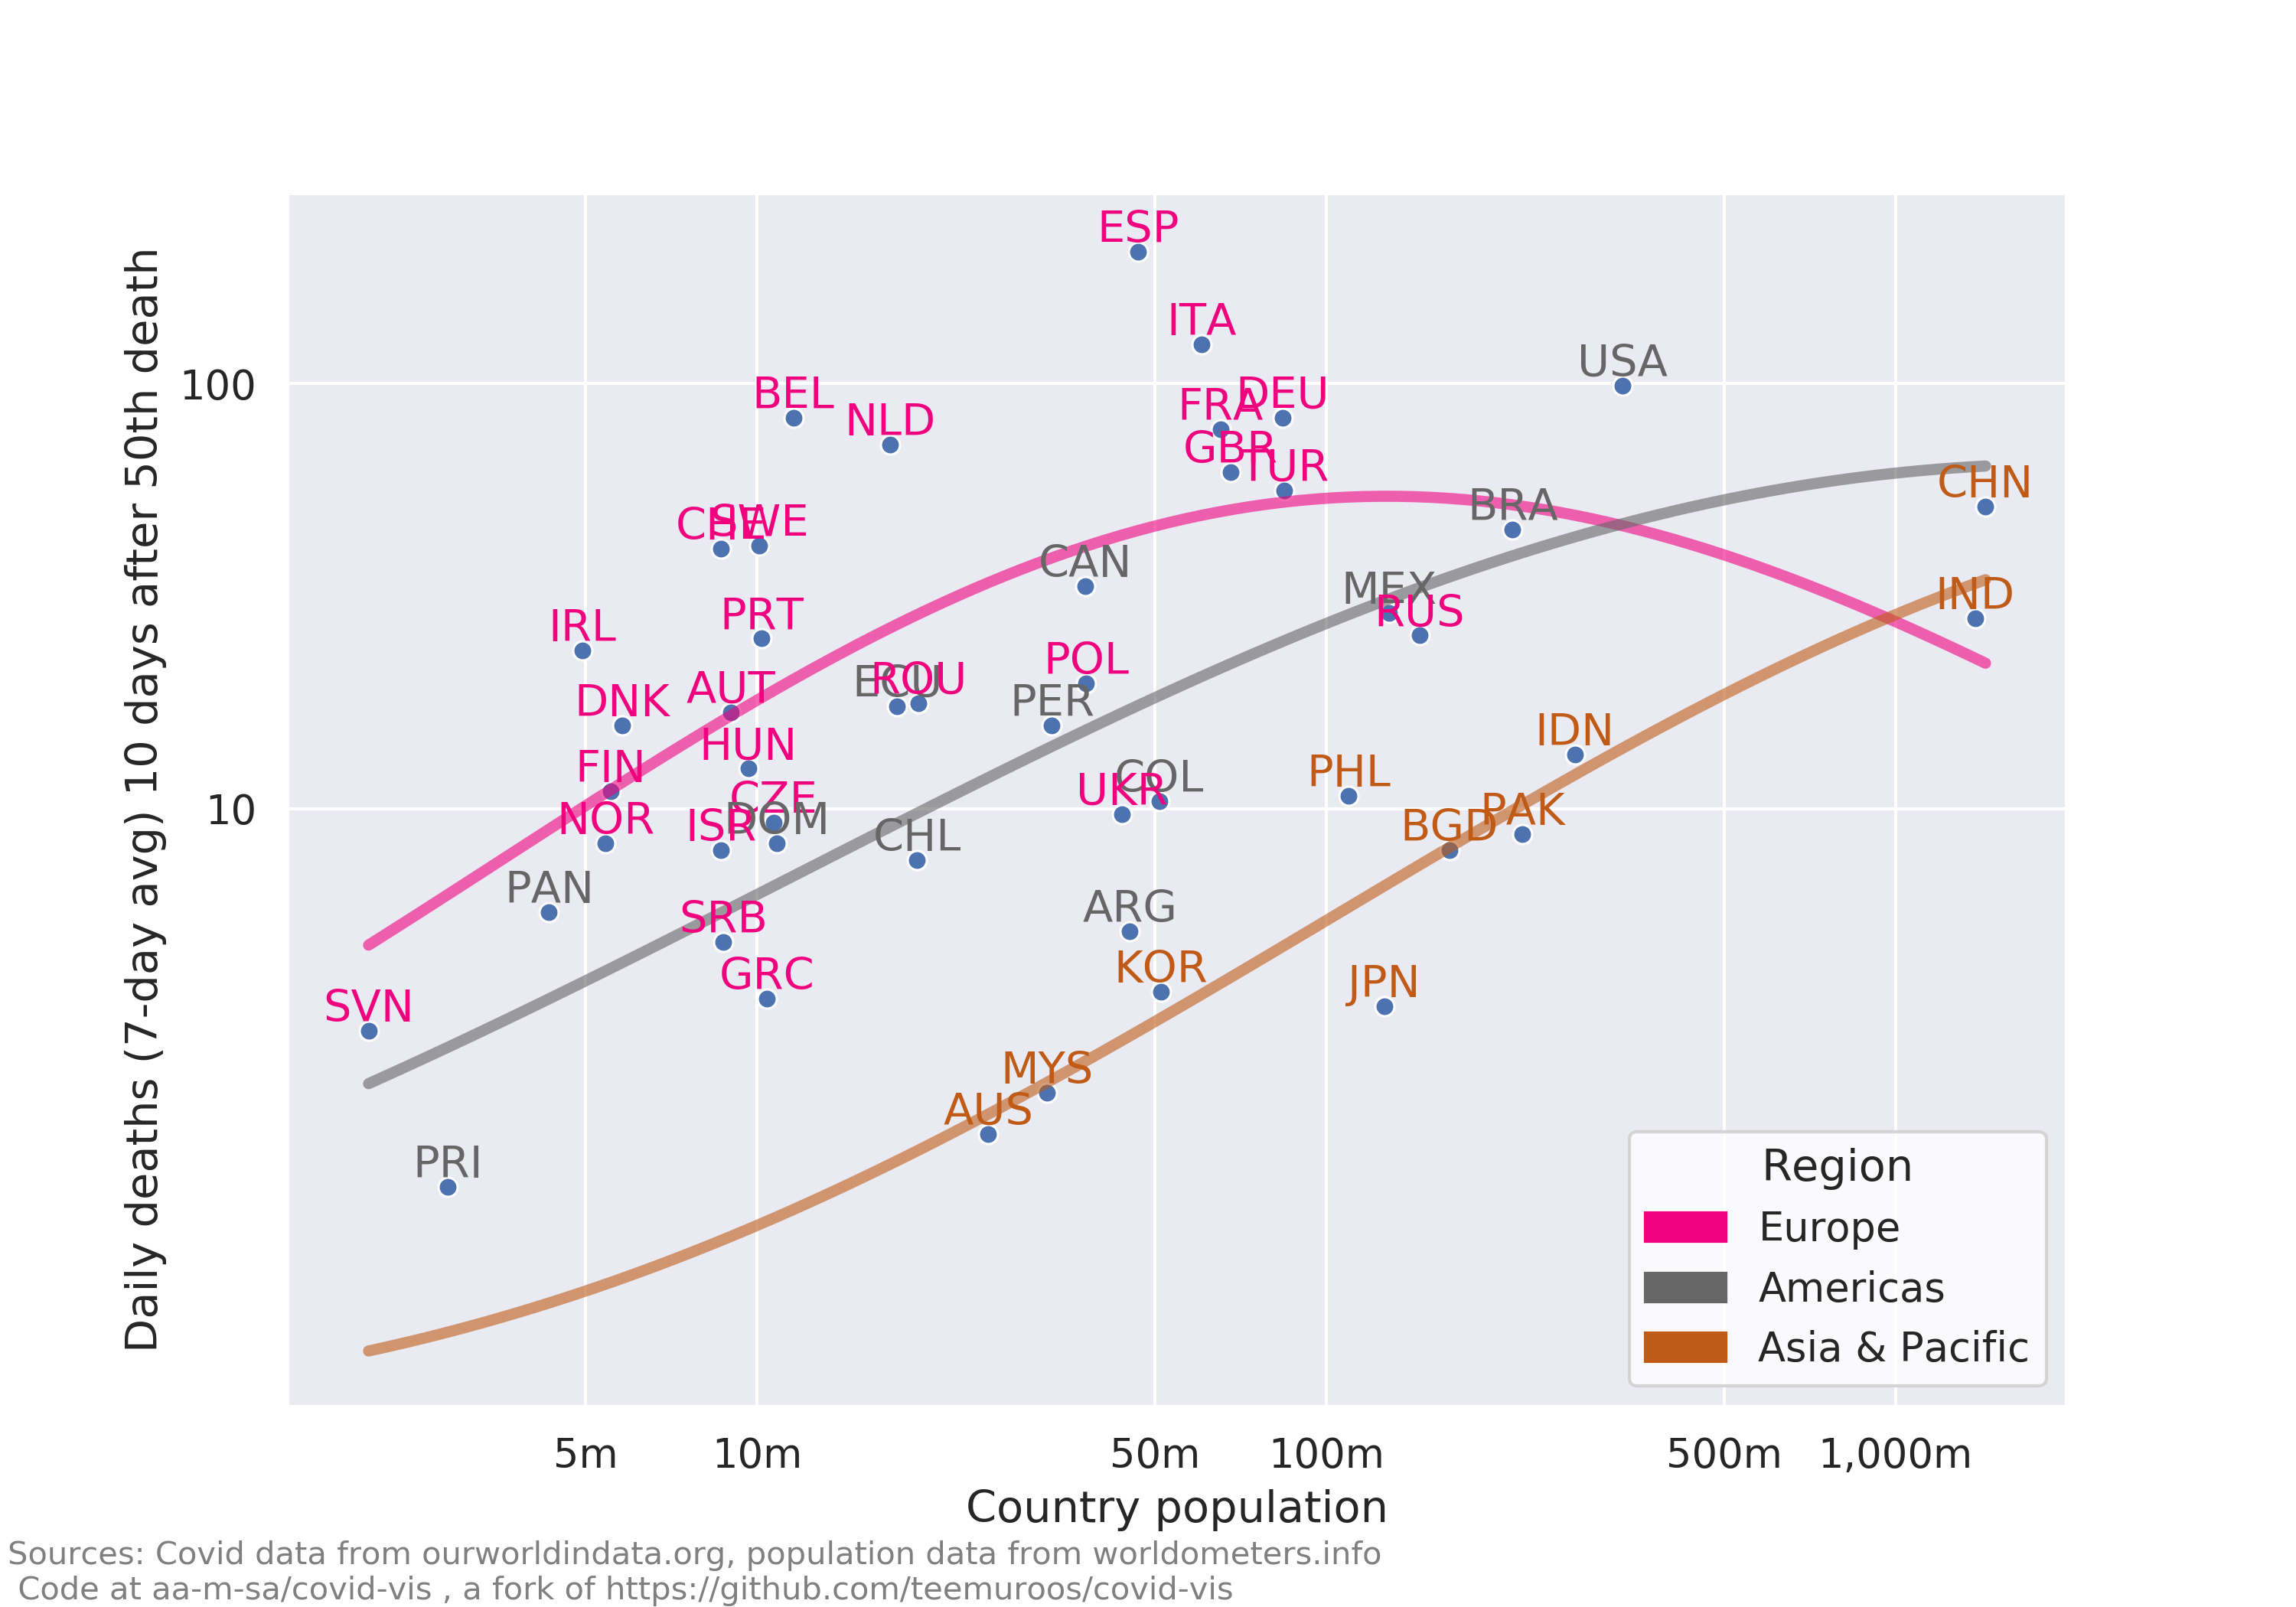 Daily deaths (7-day avg) 10 days after 50th death
100
10
ESP
ITA
USA
BEL
DEU
FRA
NLD
GBR
TUR
CHN
BRA
CHE
SWE
CAN
MEX
IND
RUS
PRT
IRL
POL
ECU
ROU
AUT
DNK
PER
IDN
HUN
FIN
PHL
COL
UKR
CZE
PAK
NOR
ISR
DOM
BGD
CHL
PAN
ARG
SRB
KOR
GRC
JPN
SVN
MYS
AUS
PRI
Region
Europe
Americas
Asia & Pacific
5m
10m
50m
100m
500m
1,000m
Country population
Sources: Covid data from ourworldindata.org, population data from worldometers.info
Code at aa-m-sa/covid-vis , a fork of https://github.com/teemuroos/covid-vis